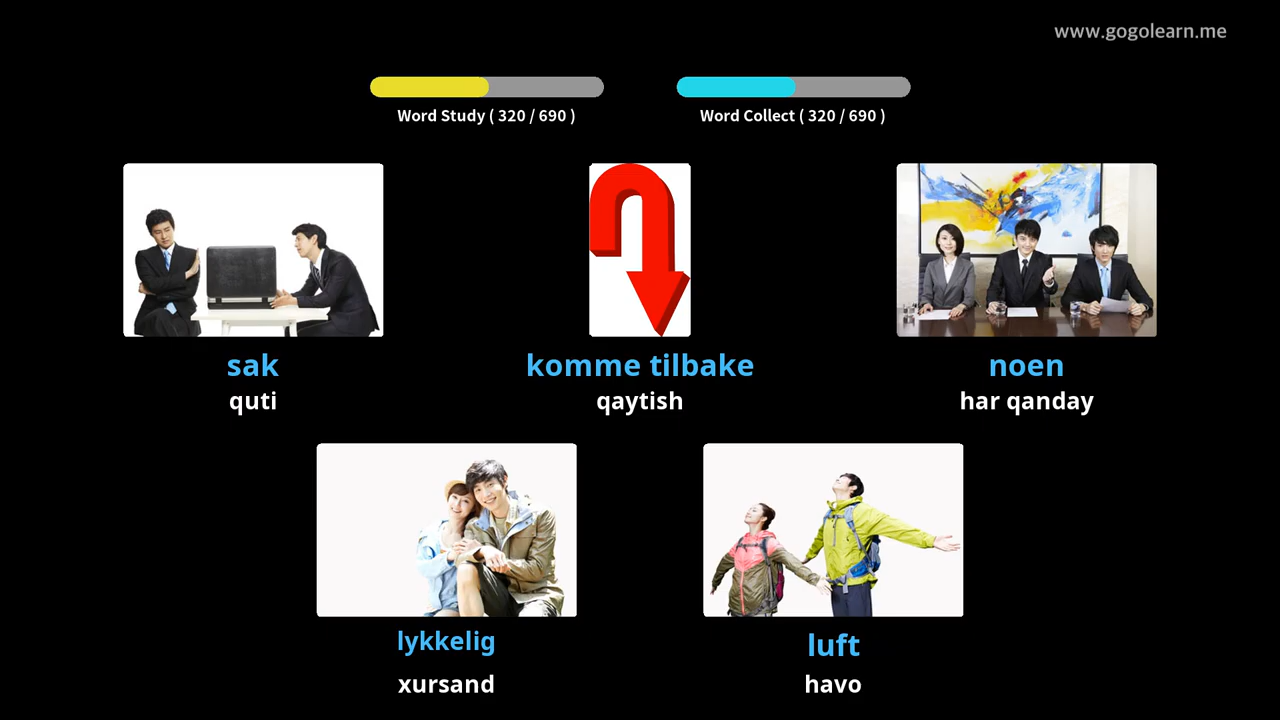 www.gogolearn.me
Word Study ( 320 / 690 )
Word Collect ( 320 / 690 )
sak
quti
komme tilbake
qaytish
noen
har qanday
lykkelig
xursand
luft
havo